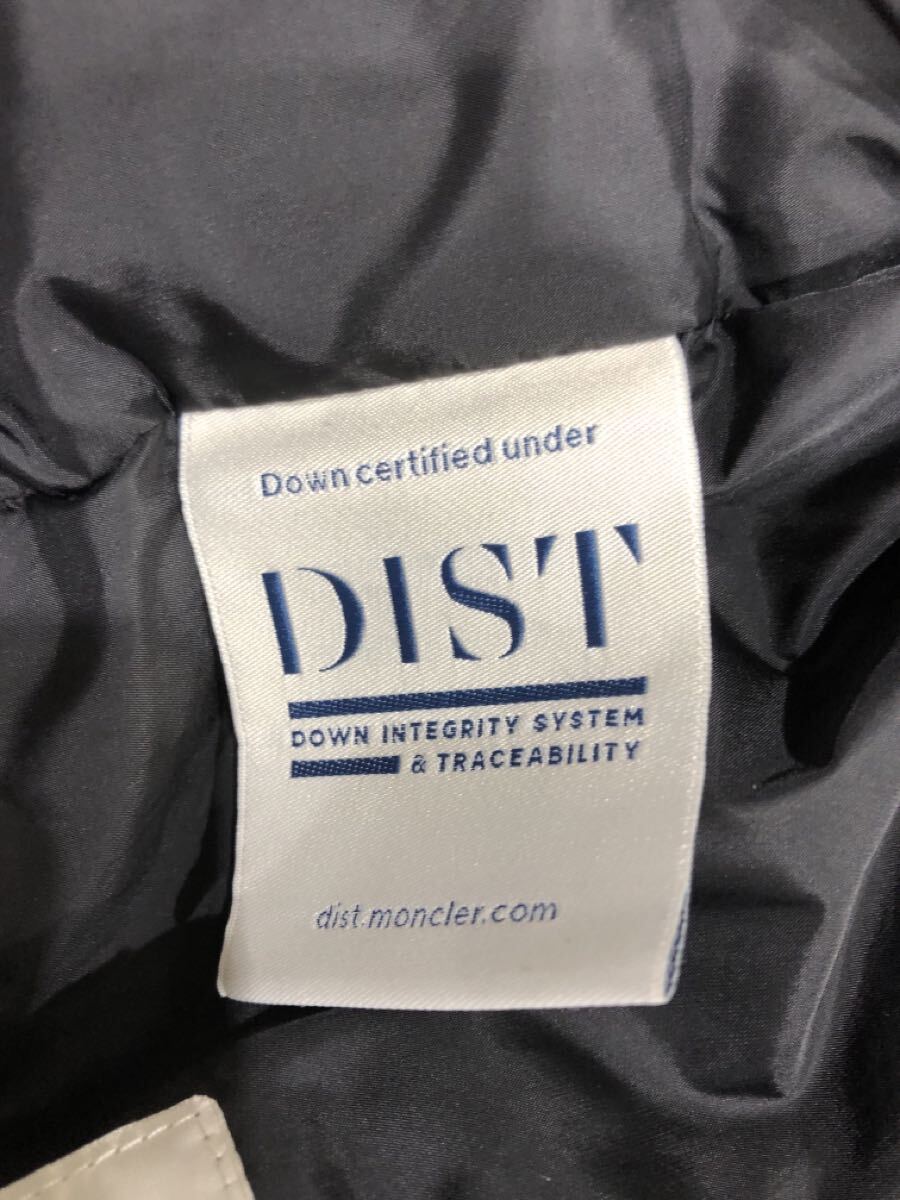 Down certified under
DIST
DOWN INTEGRITY SYSTEM
& TRACEABILITY
dist.moncler.com